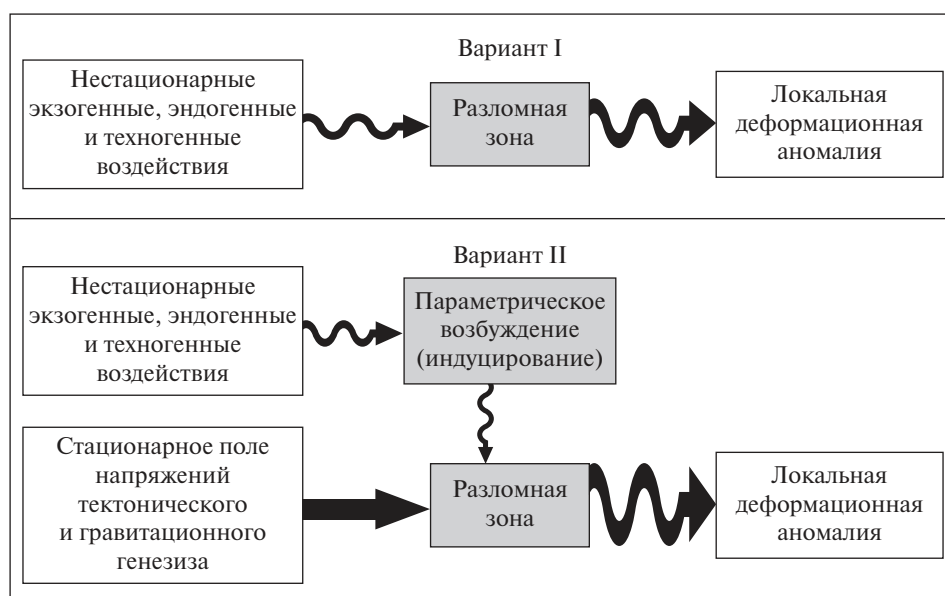 Вариант I
Нестационарные
экзогенные, эндогенные
и техногенные
воздействия
Разломная
зона
Локальная
деформационная
аномалия
Вариант II
Нестационарные
экзогенные, эндогенные
и техногенные
воздействия
Параметрическое
возбуждение
(индуцирование)
Стационарное поле
напряжений
тектонического
и гравитационного
генезиза
Разломная
зона
Локальная
деформационная
аномалия